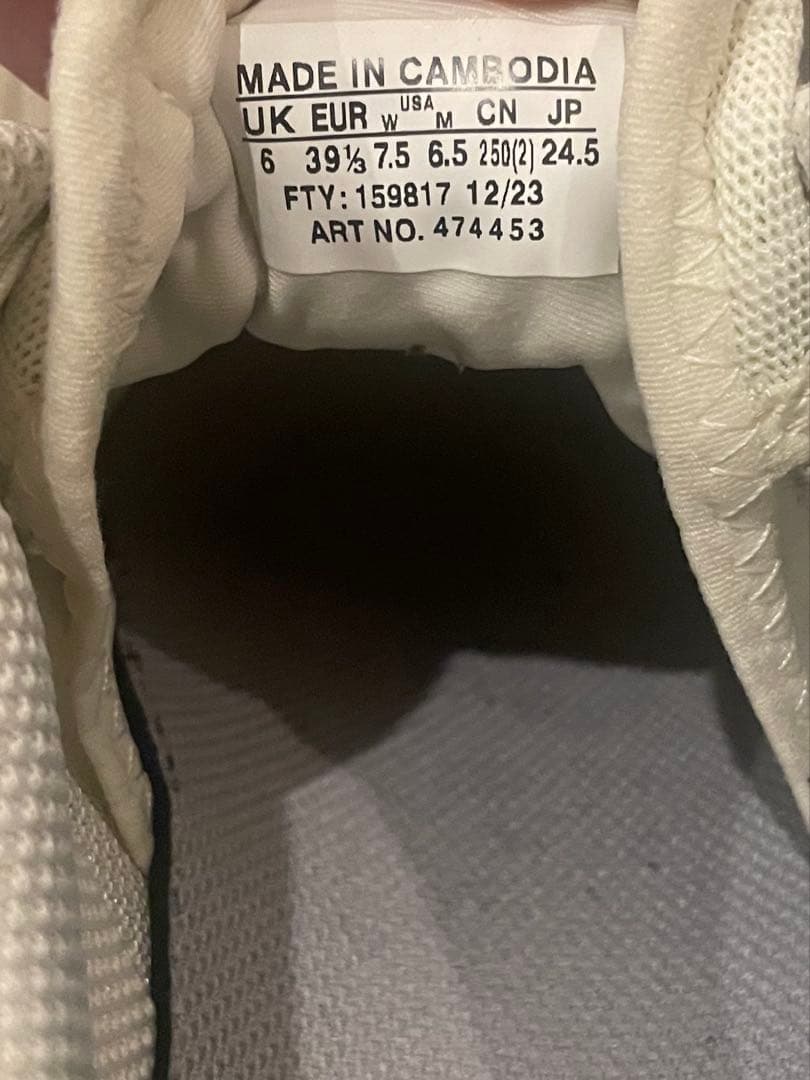 MADE IN CAMBODIA
UK EUR W USA M CN JP
6 39⅓ 7.5 6.5 250(2) 24.5
FTY: 159817 12/23
ART NO. 474453